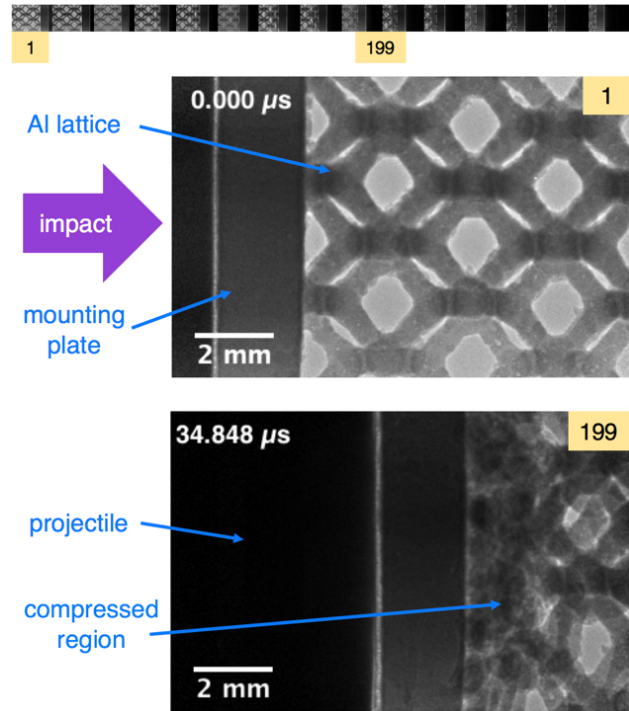 1
199
0.000 µs
1
Al lattice
impact
mounting
plate
2 mm
34.848 µs
199
projectile
compressed
region
2 mm